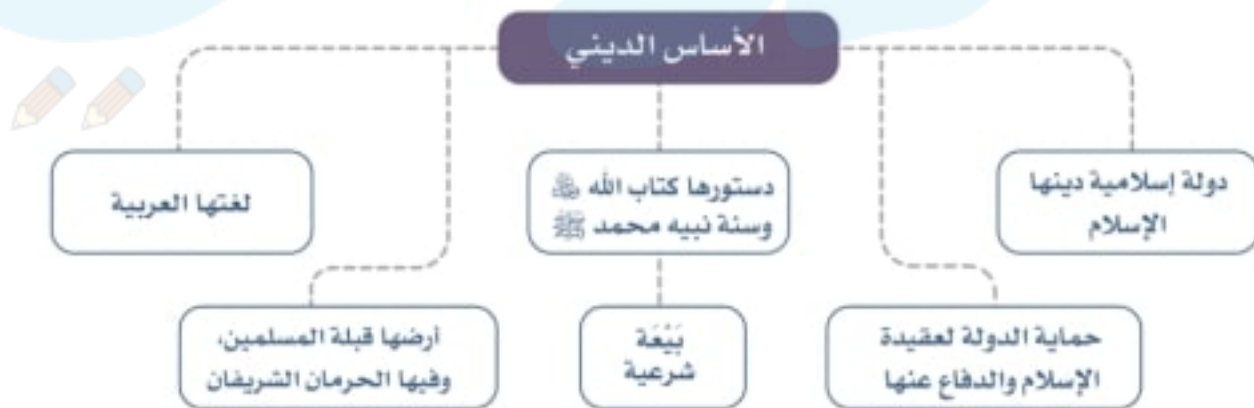 الأساس الديني
دولة إسلامية دينها
الإسلام
دستورها كتاب الله ﷻ
وسنة نبيه محمد ﷺ
لغتها العربية
حماية الدولة لعقيدة
الإسلام والدفاع عنها
بَيْعَة
شرعية
أرضها قبلة المسلمين،
وفيها الحرمان الشريفان